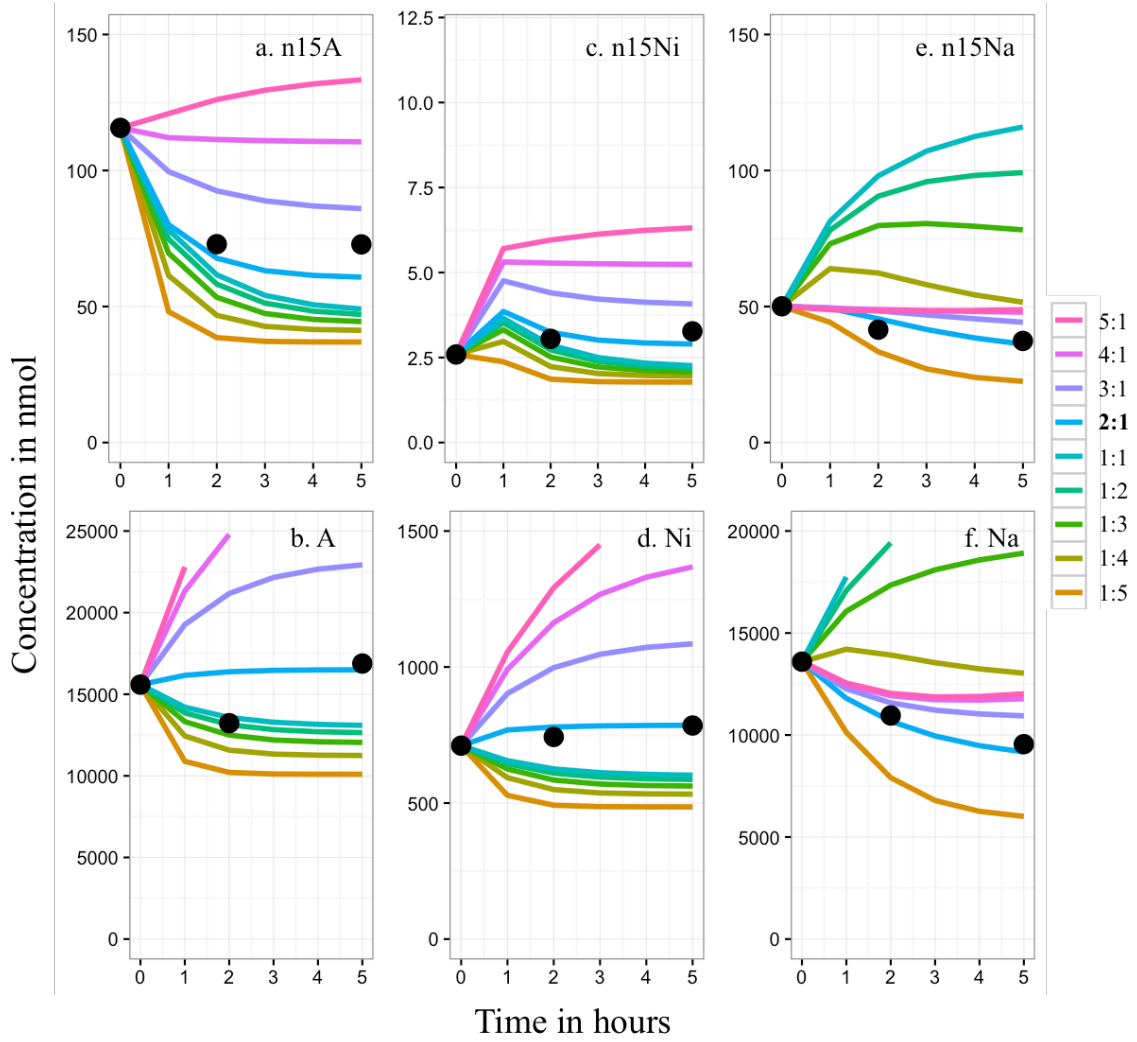 a. n15A
150
100
50
0
0 1 2 3 4 5
c. n15Ni
12.5
10.0
7.5
5.0
2.5
0.0
0 1 2 3 4 5
e. n15Na
150
100
50
0
0 1 2 3 4 5
b. A
25000
20000
15000
10000
5000
0
0 1 2 3 4 5
d. Ni
1500
1000
500
0
0 1 2 3 4 5
f. Na
20000
15000
10000
5000
0
0 1 2 3 4 5
5:1
4:1
3:1
2:1
1:1
1:2
1:3
1:4
1:5
Concentration in nmol
Time in hours